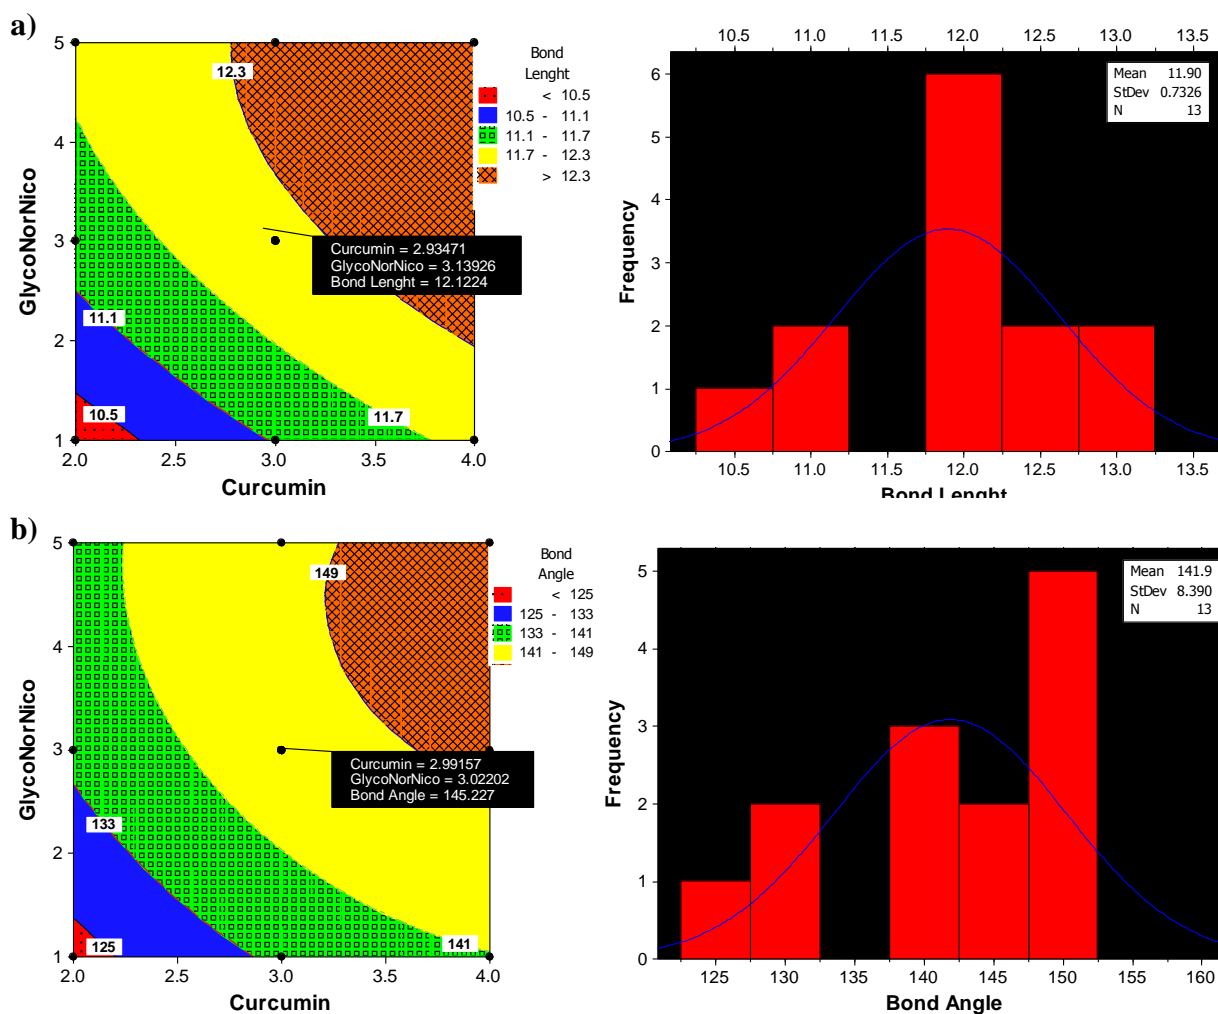 a)
5
4
3
2
1
GlycoNorNico
12.3
11.1
10.5
11.7
Curcumin = 2.93471
GlycoNorNico = 3.13926
Bond Lenght = 12.1224
2.0 2.5 3.0 3.5 4.0
Curcumin
Bond
Lenght
< 10.5
10.5 - 11.1
11.1 - 11.7
11.7 - 12.3
> 12.3
10.5 11.0 11.5 12.0 12.5 13.0 13.5
Mean 11.90
StDev 0.7326
N 13
6
5
4
3
2
1
0
Frequency
10.5 11.0 11.5 12.0 12.5 13.0 13.5
Bond Lenght
b)
5
4
3
2
1
GlycoNorNico
149
133
125
141
Curcumin = 2.99157
GlycoNorNico = 3.02202
Bond Angle = 145.227
2.0 2.5 3.0 3.5 4.0
Curcumin
Bond
Angle
< 125
125 - 133
133 - 141
141 - 149
Mean 141.9
StDev 8.390
N 13
5
4
3
2
1
0
Frequency
125 130 135 140 145 150 155 160
Bond Angle